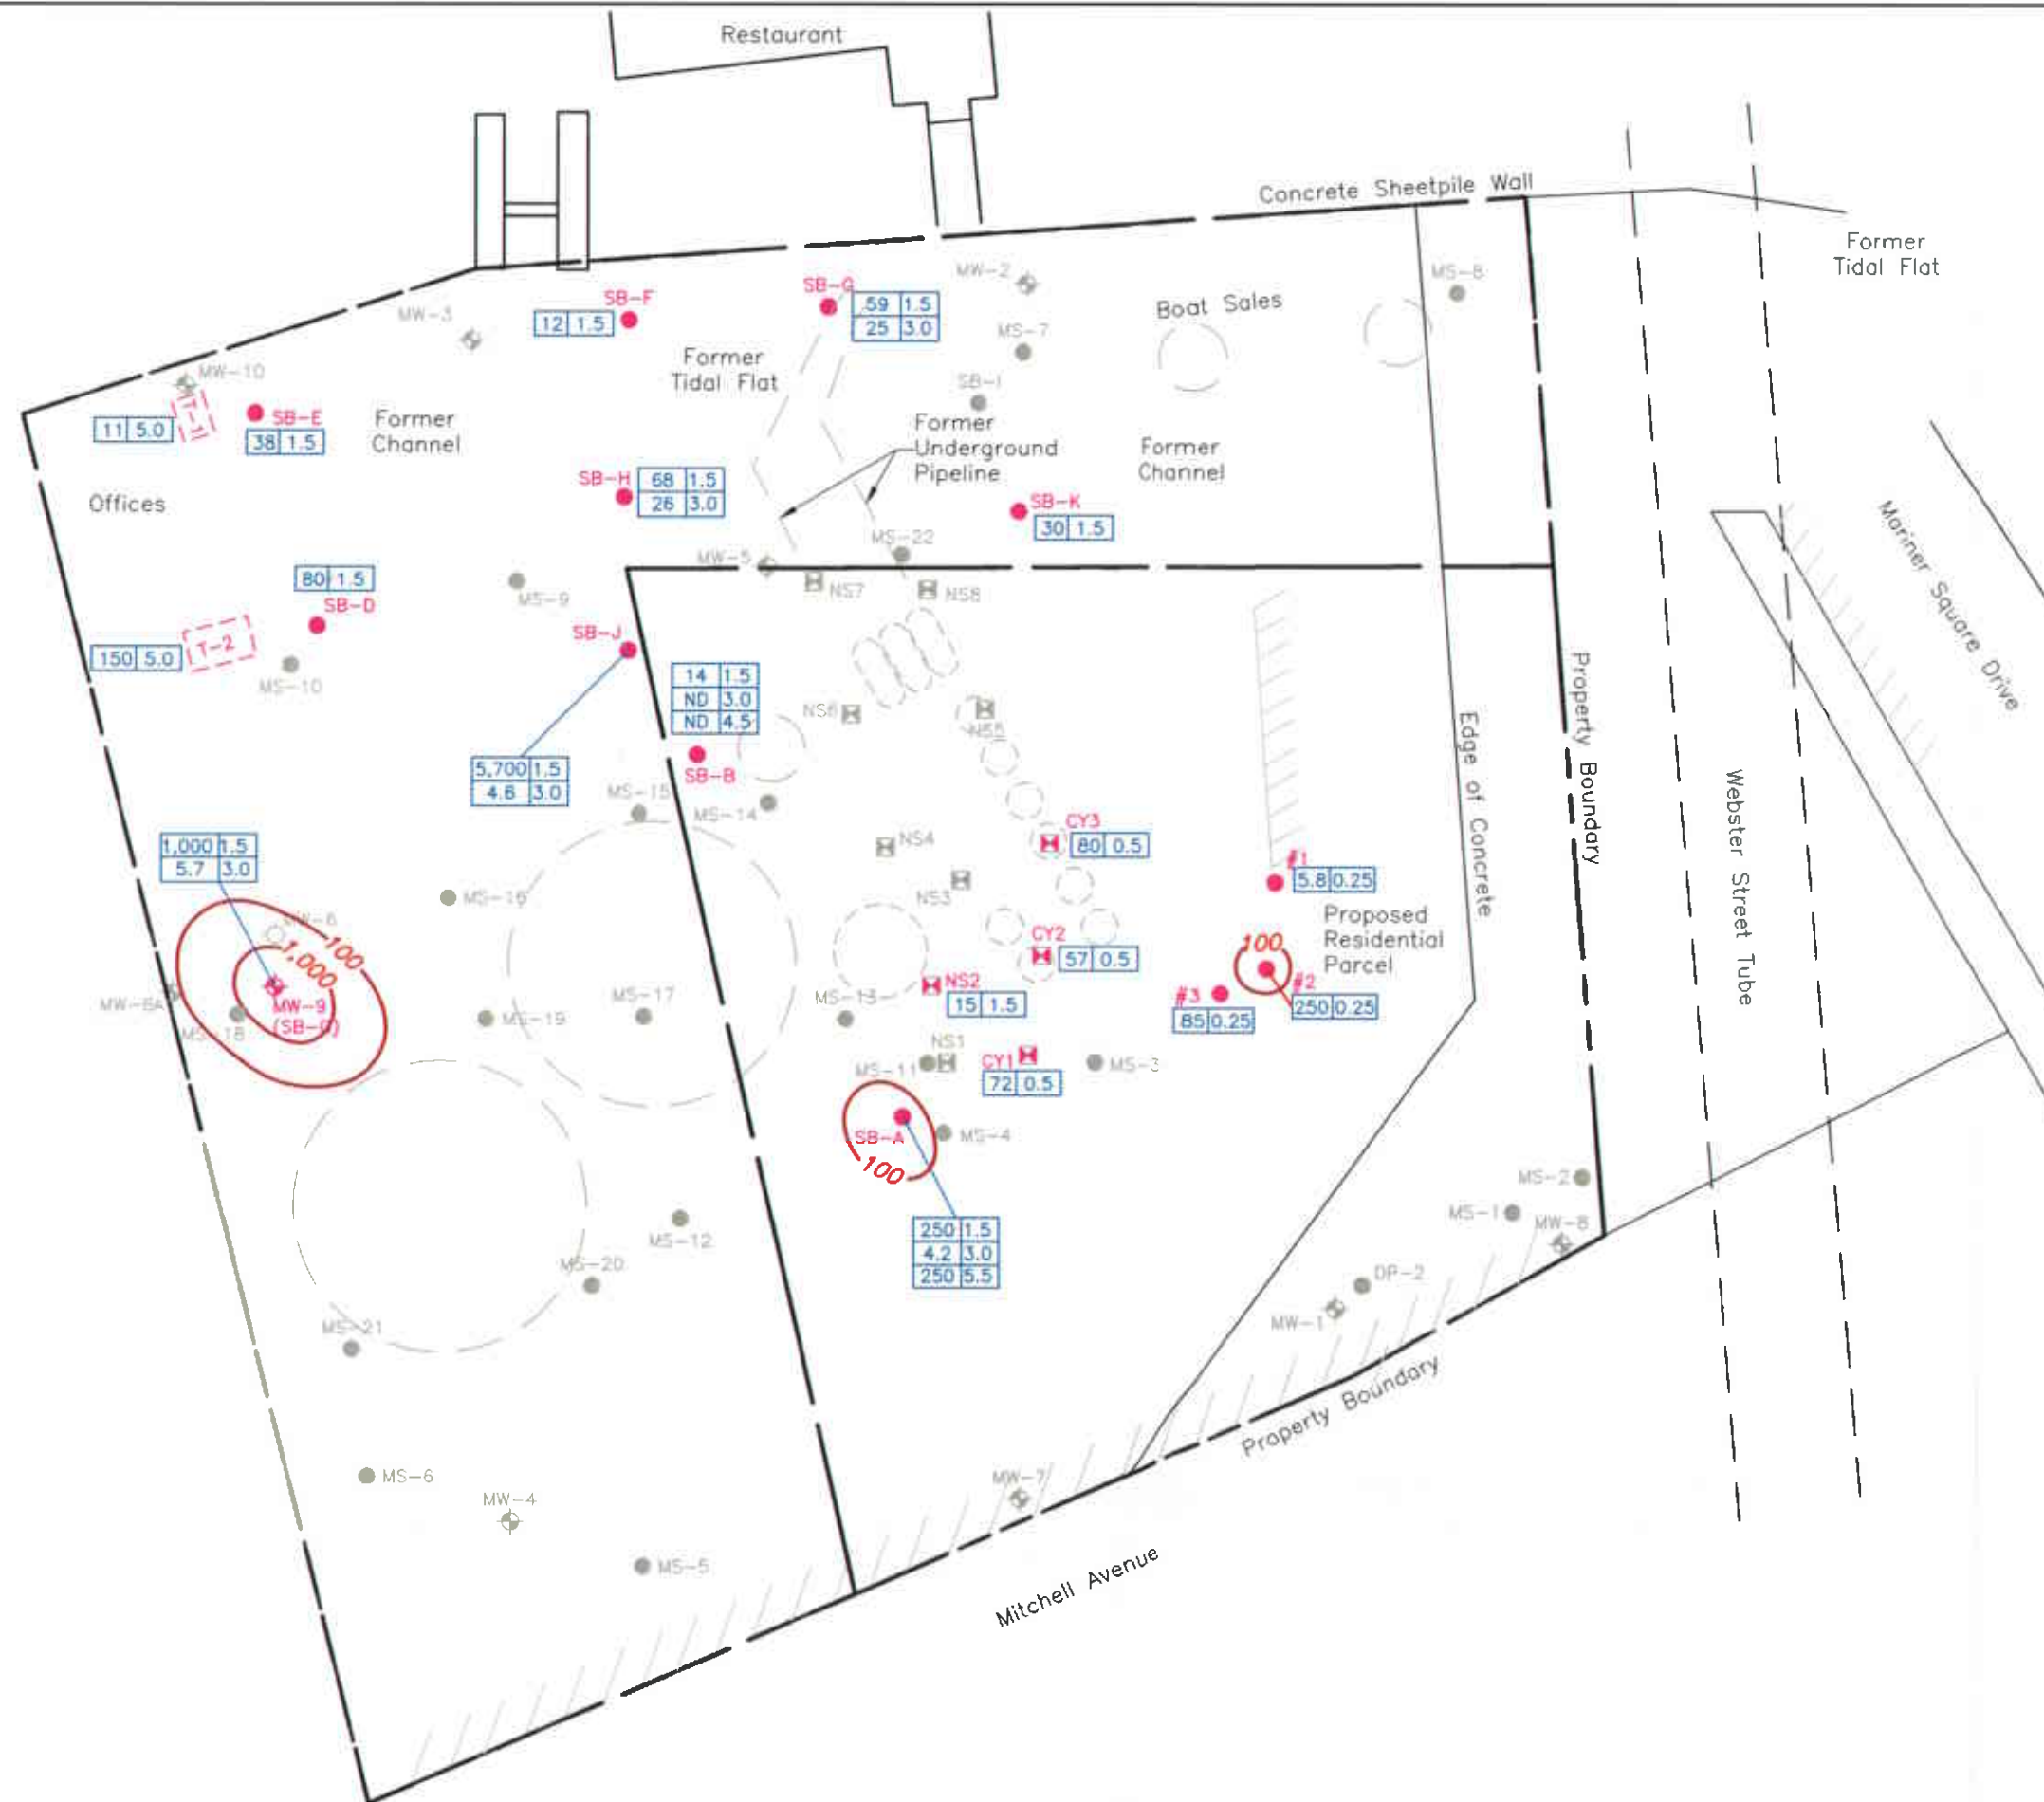 Restaurant
Concrete Sheetpile Wall
Former
Tidal Flat
MW-2
MS-8
SB-F
12 1.5
SB-G
59 1.5
25 3.0
Boat Sales
MW-3
MS-7
Former
Tidal Flat
SB-I
MW-10
T-1
11 5.0
SB-E
38 1.5
Former
Channel
Former
Underground
Pipeline
Former
Channel
Offices
SB-H
68 1.5
26 3.0
SB-K
30 1.5
Mariner Square Drive
MS-22
MW-5
NS7
NS8
80 1.5
SB-D
MS-9
SB-J
T-2
150 5.0
MS-10
14 1.5
ND 3.0
ND 4.5
NS6
NS5
SB-B
Property Boundary
Edge of Concrete
Webster Street Tube
5,700 1.5
4.6 3.0
MS-15
MS-14
CY3
80 0.5
NS4
1,000 1.5
5.7 3.0
#1
5.8 0.25
NS3
MS-16
MW-6
100
1,000
CY2
57 0.5
Proposed
Residential
Parcel
100
#2
250 0.25
#3
85 0.25
MW-6A
MW-9
MS-18
MS-19
MS-17
MS-13
NS2
15 1.5
NS1
MS-11
CY1
72 0.5
MS-3
SB-A
100
MS-4
250 1.5
4.2 3.0
250 5.5
MS-2
MS-1
MW-8
MS-12
MS-20
DP-2
MW-1
MS-21
Property Boundary
MS-6
MW-4
MW-7
MS-5
Mitchell Avenue